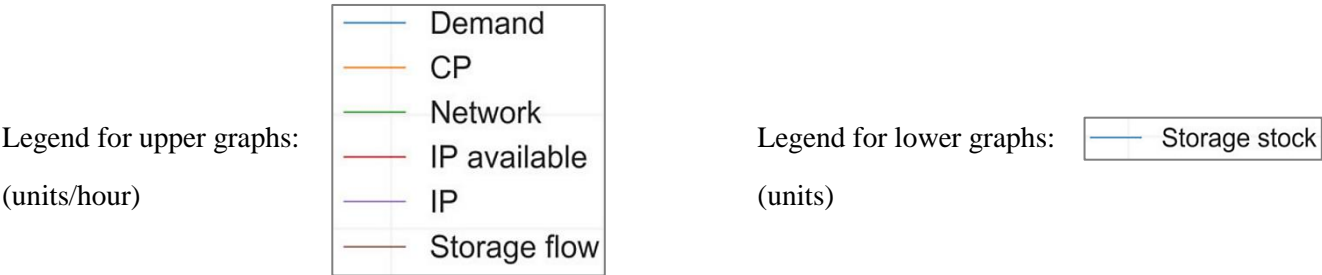 Legend for upper graphs:
(units/hour)
Demand
CP
Network
IP available
IP
Storage flow
Legend for lower graphs:
(units)
Storage stock